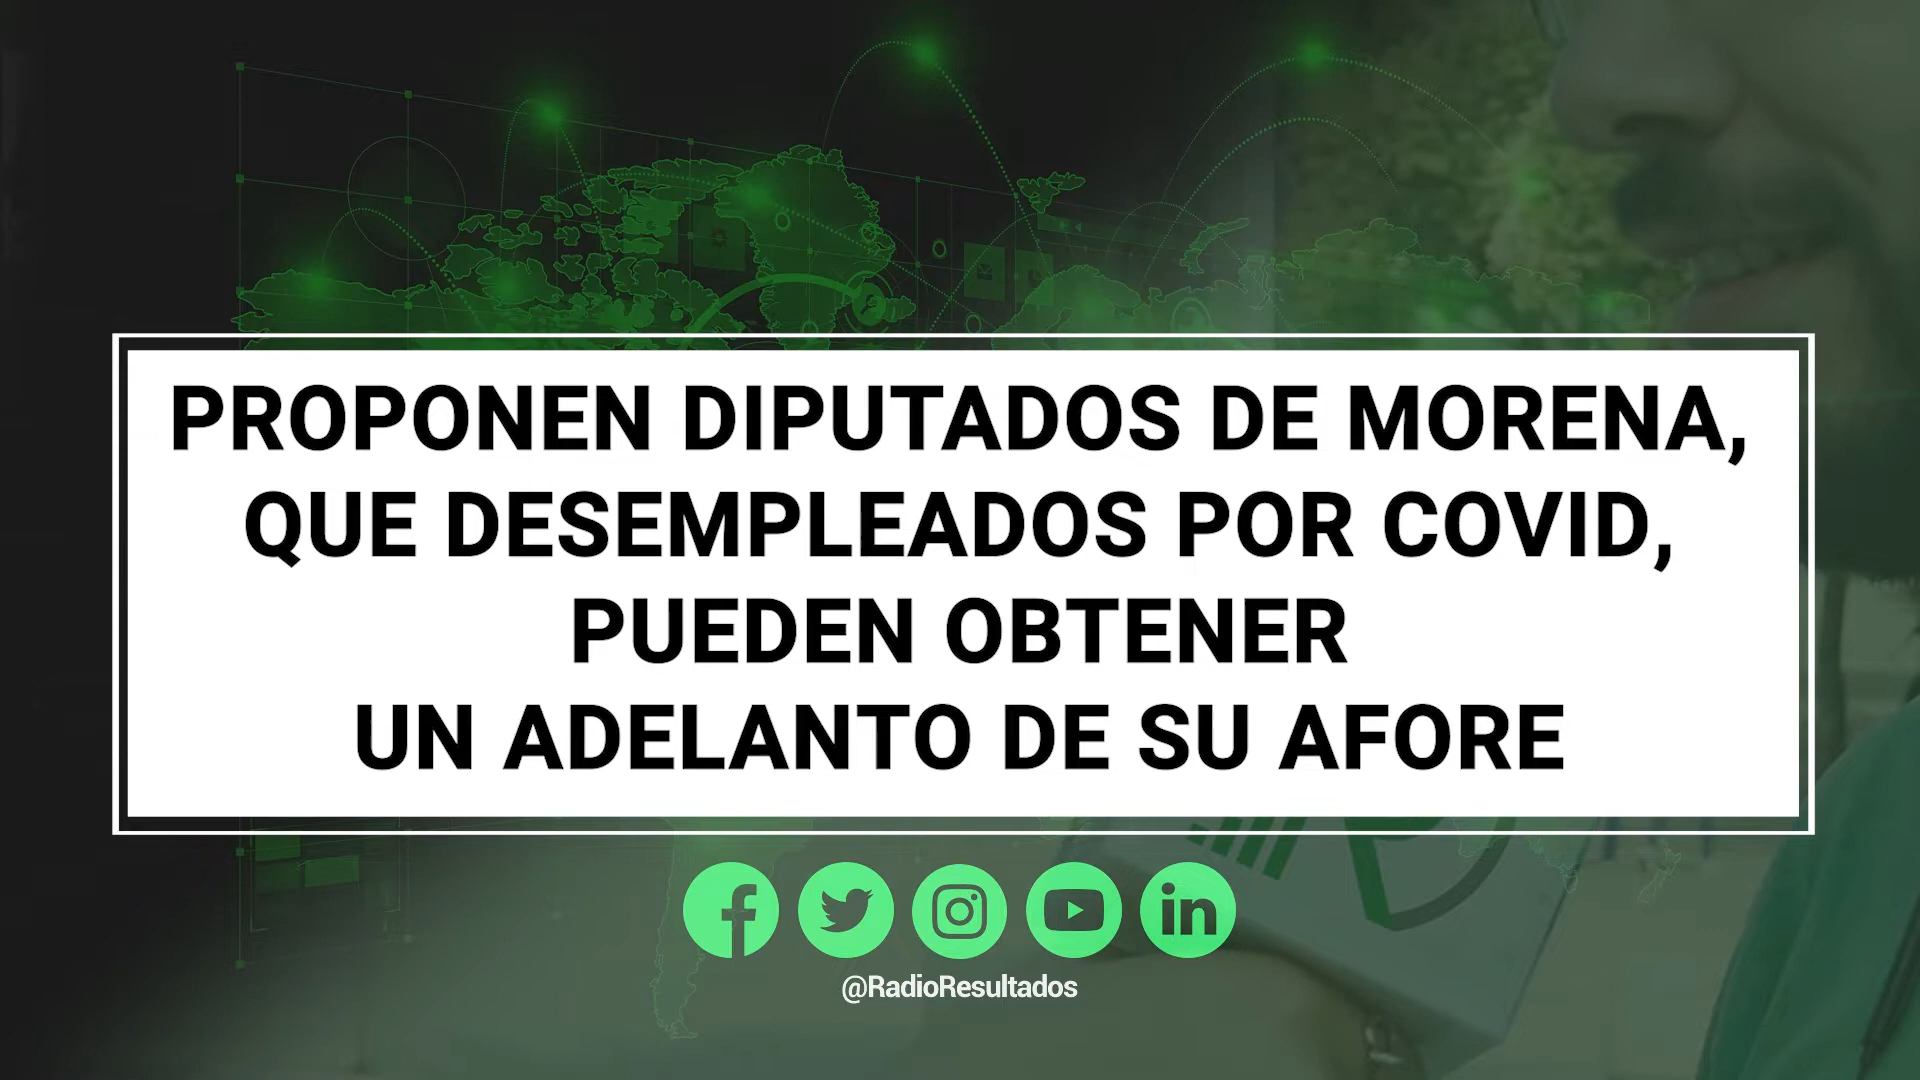 PROPONEN DIPUTADOS DE MORENA,
QUE DESEMPLEADOS POR COVID,
PUEDEN OBTENER
UN ADELANTO DE SU AFORE
@RadioResultados